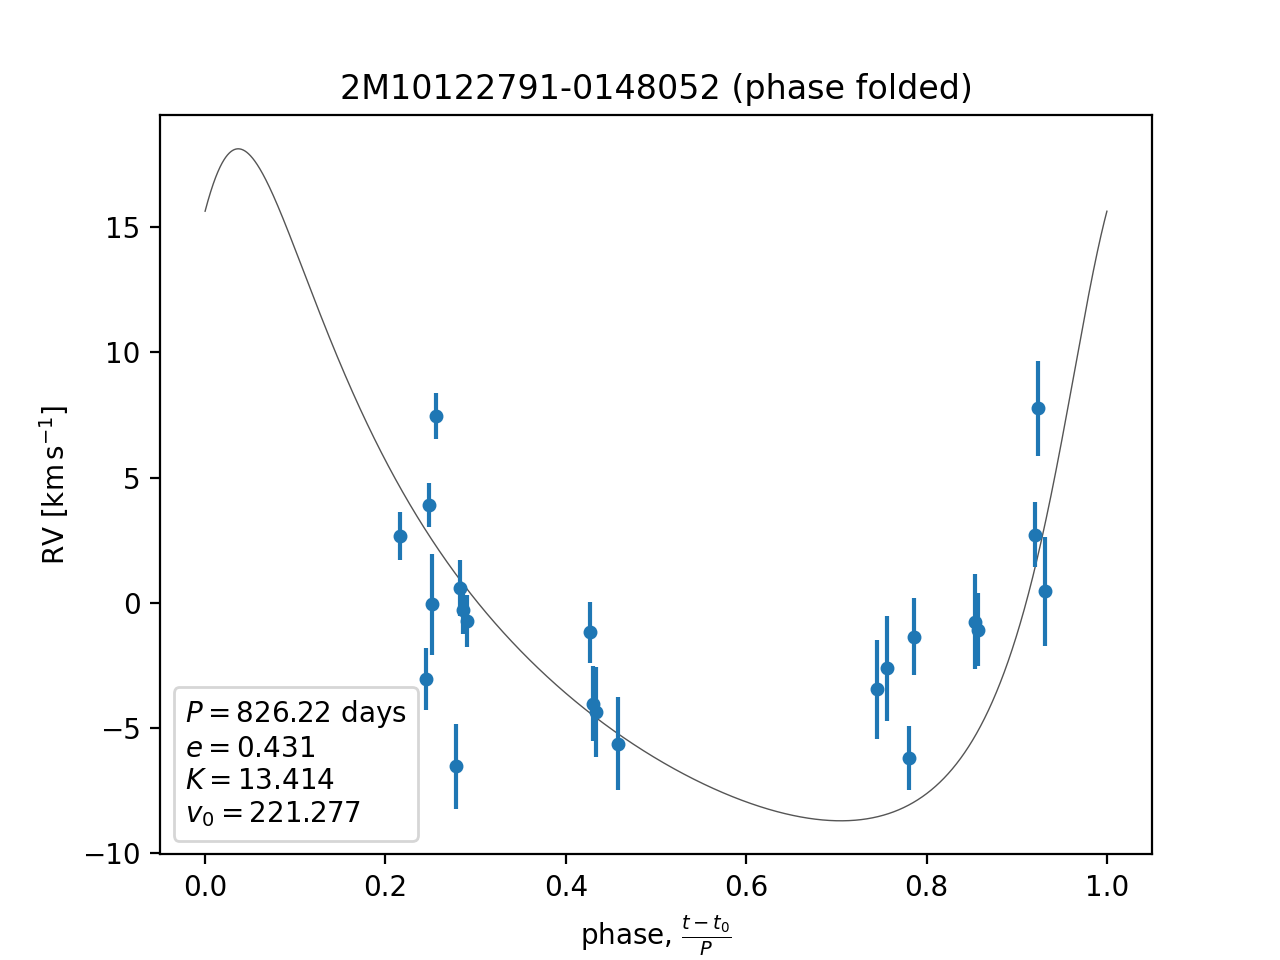 2M10122791-0148052 (phase folded)
RV [km s⁻¹]
15
10
5
0
−5
−10
P = 826.22 days
e = 0.431
K = 13.414
v₀ = 221.277
0.0 0.2 0.4 0.6 0.8 1.0
phase, (t − t₀)/P